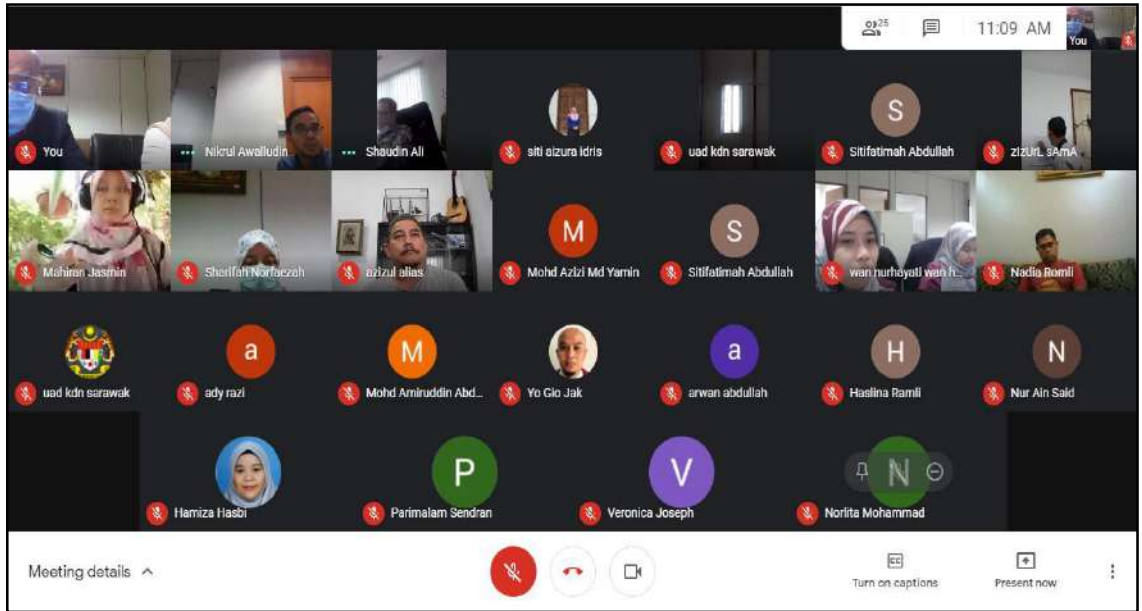 25
11:09 AM
You
You
Nikrul Awalludin
Shaudin Ali
siti aizura idris
uad kdn sarawak
S
Sitifatimah Abdullah
zIzUrL sAmA
Mahiran Jasmin
Sharifah Norfaezah
azizul alias
M
Mohd Azizi Md Yamin
S
Sitifatimah Abdullah
wan nurhayati wan h...
Nadia Romli
uad kdn sarawak
a
ady razi
M
Mohd Amiruddin Abd...
Yo Gio Jak
a
arwan abdullah
H
Haslina Ramli
N
Nur Ain Said
Hamiza Hasbi
P
Parimalam Sendran
V
Veronica Joseph
N
Norlita Mohammad
Meeting details
CC
Turn on captions
Present now